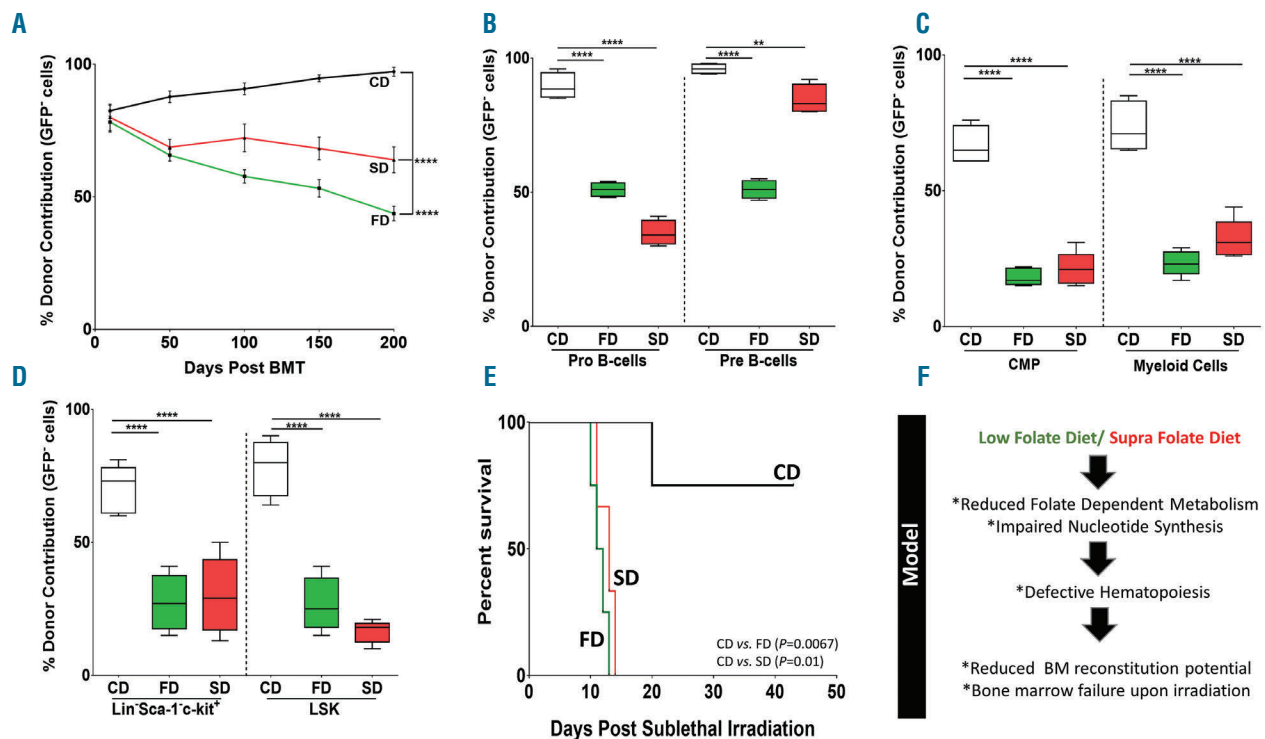 A
% Donor Contribution (GFP⁻ cells)
100
50
0
CD
SD
FD
****
****
0 50 100 150 200
Days Post BMT
B
% Donor Contribution (GFP⁻ cells)
100
50
0
****
****
**
****
CD FD SD CD FD SD
Pro B-cells Pre B-cells
C
% Donor Contribution (GFP⁻ cells)
100
50
0
****
****
****
****
CD FD SD CD FD SD
CMP Myeloid Cells
D
% Donor Contribution (GFP⁻ cells)
100
50
0
****
****
****
****
CD FD SD CD FD SD
Lin⁻Sca-1⁻c-kit⁺ LSK
E
Percent survival
100
50
0
CD
SD
FD
CD vs. FD (P=0.0067)
CD vs. SD (P=0.01)
0 10 20 30 40 50
Days Post Sublethal Irradiation
F
Model
Low Folate Diet/ Supra Folate Diet
*Reduced Folate Dependent Metabolism
*Impaired Nucleotide Synthesis
*Defective Hematopoiesis
*Reduced BM reconstitution potential
*Bone marrow failure upon irradiation